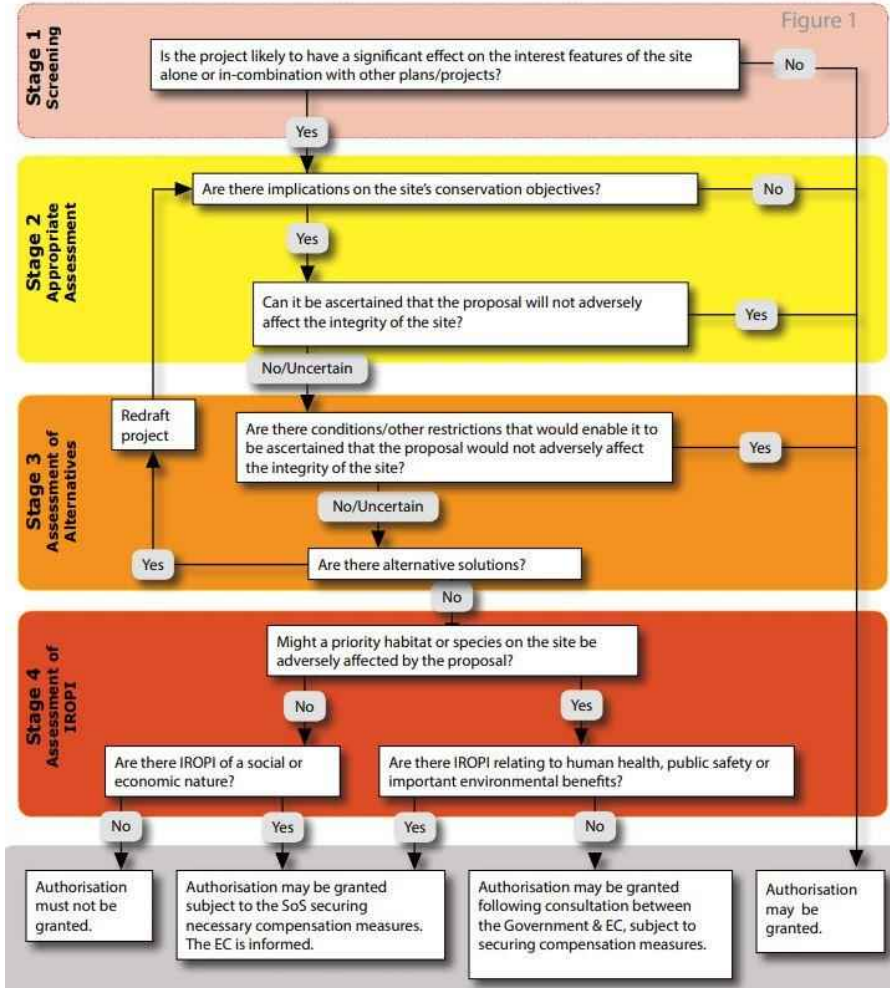 Figure 1
Stage 1
Screening
Is the project likely to have a significant effect on the interest features of the site
alone or in-combination with other plans/projects?
No
Yes
Stage 2
Appropriate
Assessment
Are there implications on the site's conservation objectives?
No
Yes
Can it be ascertained that the proposal will not adversely
affect the integrity of the site?
Yes
No/Uncertain
Stage 3
Assessment of
Alternatives
Redraft
project
Are there conditions/other restrictions that would enable it to
be ascertained that the proposal would not adversely affect
the integrity of the site?
Yes
No/Uncertain
Yes
Are there alternative solutions?
No
Stage 4
Assessment of
IROPI
Might a priority habitat or species on the site be
adversely affected by the proposal?
No
Yes
Are there IROPI of a social or
economic nature?
Are there IROPI relating to human health, public safety or
important environmental benefits?
No
Yes
Yes
No
Authorisation
must not be
granted.
Authorisation may be granted
subject to the SoS securing
necessary compensation measures.
The EC is informed.
Authorisation may be granted
following consultation between
the Government & EC, subject to
securing compensation measures.
Authorisation
may be
granted.